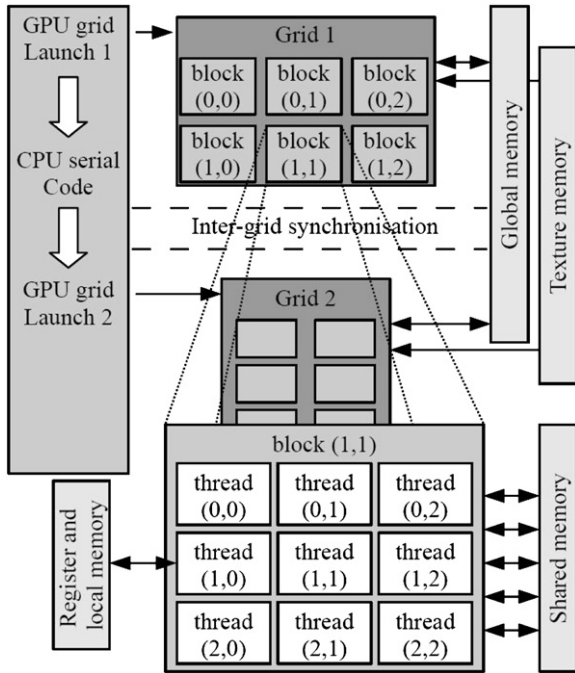 GPU grid
Launch 1
CPU serial
Code
GPU grid
Launch 2
Grid 1
block
(0,0)
block
(0,1)
block
(0,2)
block
(1,0)
block
(1,1)
block
(1,2)
Inter-grid synchronisation
Grid 2
Global memory
Texture memory
block (1,1)
thread
(0,0)
thread
(0,1)
thread
(0,2)
thread
(1,0)
thread
(1,1)
thread
(1,2)
thread
(2,0)
thread
(2,1)
thread
(2,2)
Register and
local memory
Shared memory